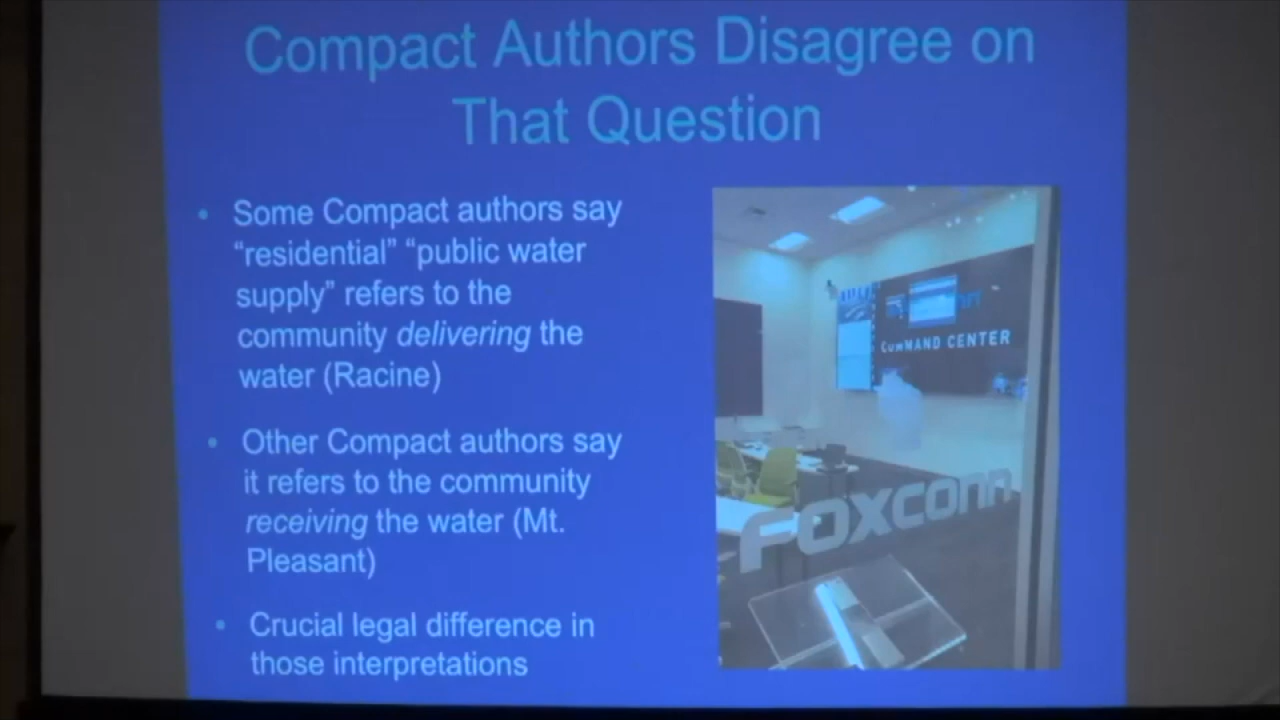 Compact Authors Disagree on
That Question
• Some Compact authors say
“residential” “public water
supply” refers to the
community delivering the
water (Racine)
• Other Compact authors say
it refers to the community
receiving the water (Mt.
Pleasant)
• Crucial legal difference in
those interpretations
COMMAND CENTER
FOXCONN